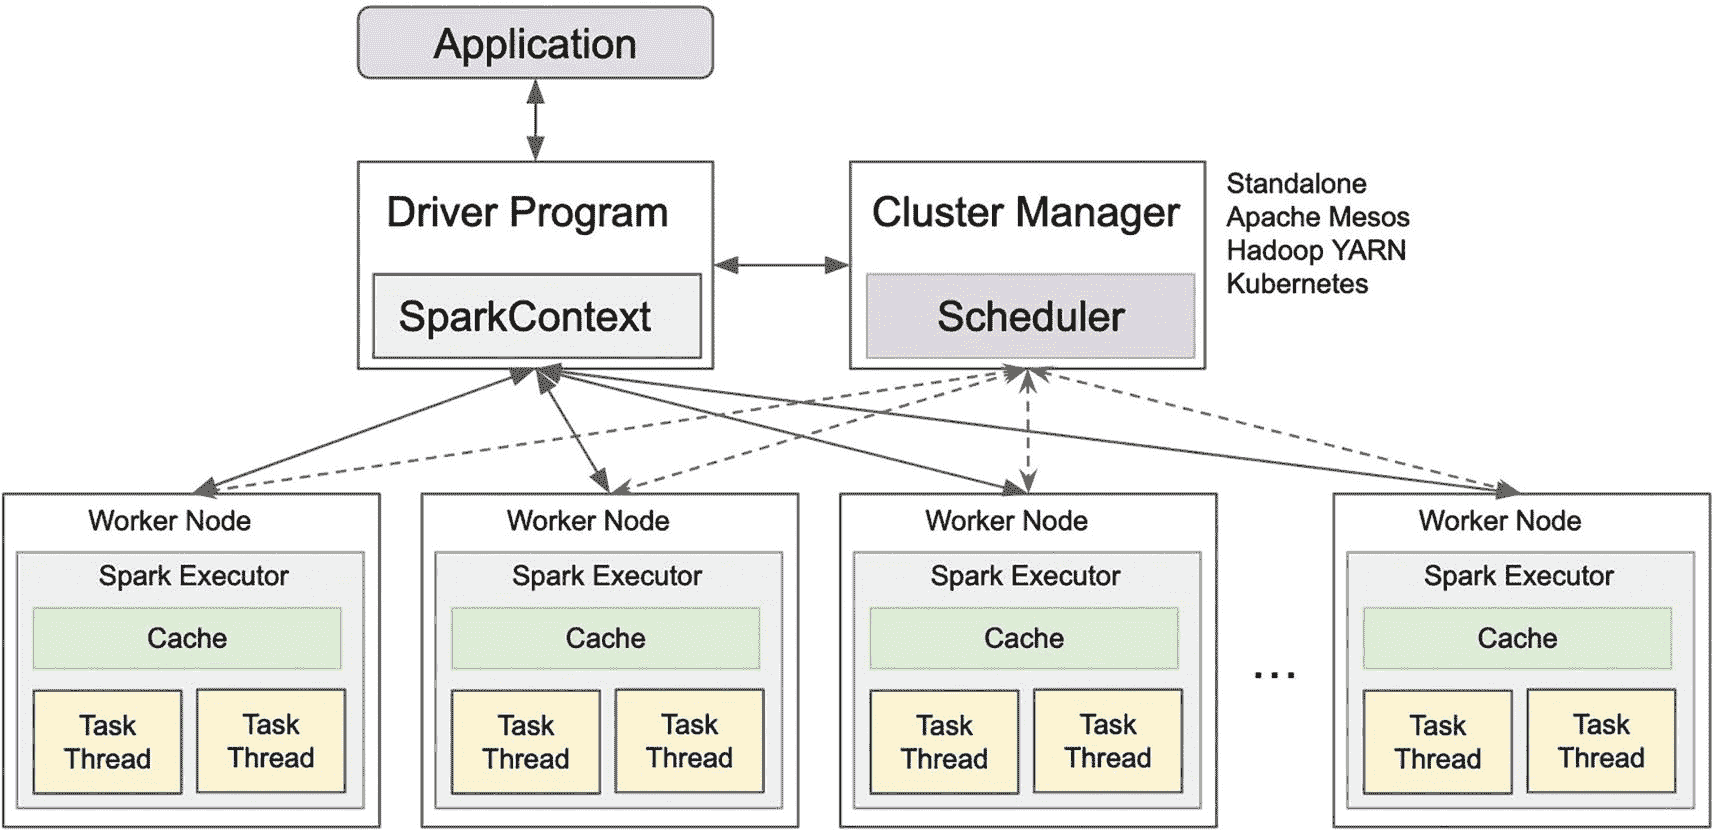 Application
Driver Program
SparkContext
Cluster Manager
Scheduler
Standalone
Apache Mesos
Hadoop YARN
Kubernetes
Worker Node
Spark Executor
Cache
Task
Thread
Task
Thread
Worker Node
Spark Executor
Cache
Task
Thread
Task
Thread
Worker Node
Spark Executor
Cache
Task
Thread
Task
Thread
...
Worker Node
Spark Executor
Cache
Task
Thread
Task
Thread